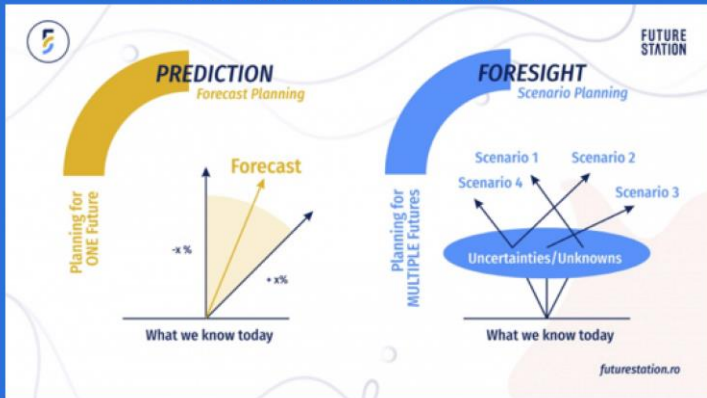 FUTURE
STATION
PREDICTION
Forecast Planning
Planning for
ONE Future
Forecast
-x %
+ x%
What we know today
FORESIGHT
Scenario Planning
Planning for
MULTIPLE Futures
Scenario 1
Scenario 2
Scenario 4
Scenario 3
Uncertainties/Unknowns
What we know today
futurestation.ro